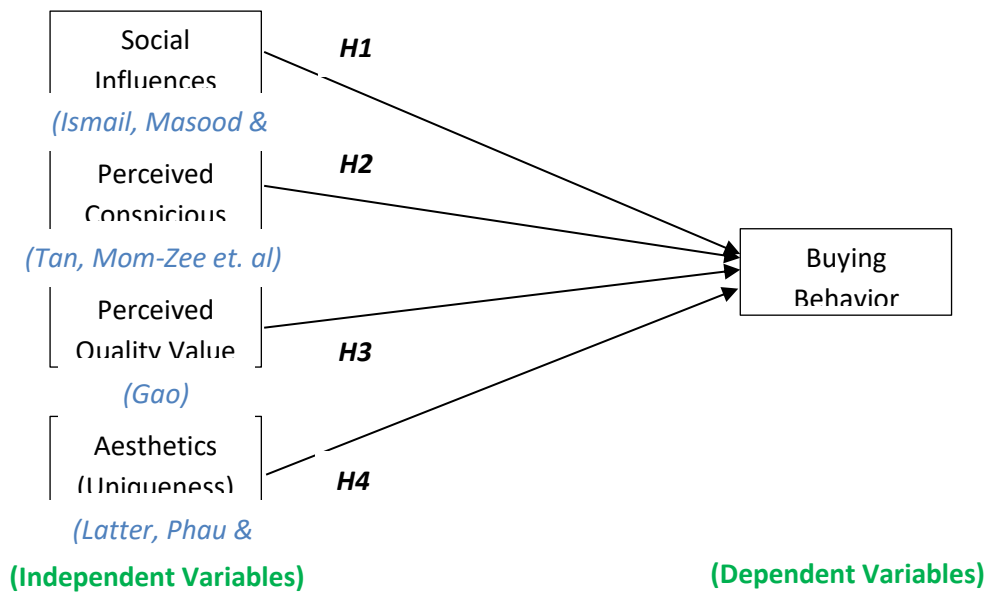 Social
Influences
H1
(Ismail, Masood &
Perceived
Conspicious
H2
(Tan, Mom-Zee et. al)
Perceived
Quality Value
H3
(Gao)
Aesthetics
(Uniqueness)
H4
(Latter, Phau &
(Independent Variables)
Buying
Behavior
(Dependent Variables)